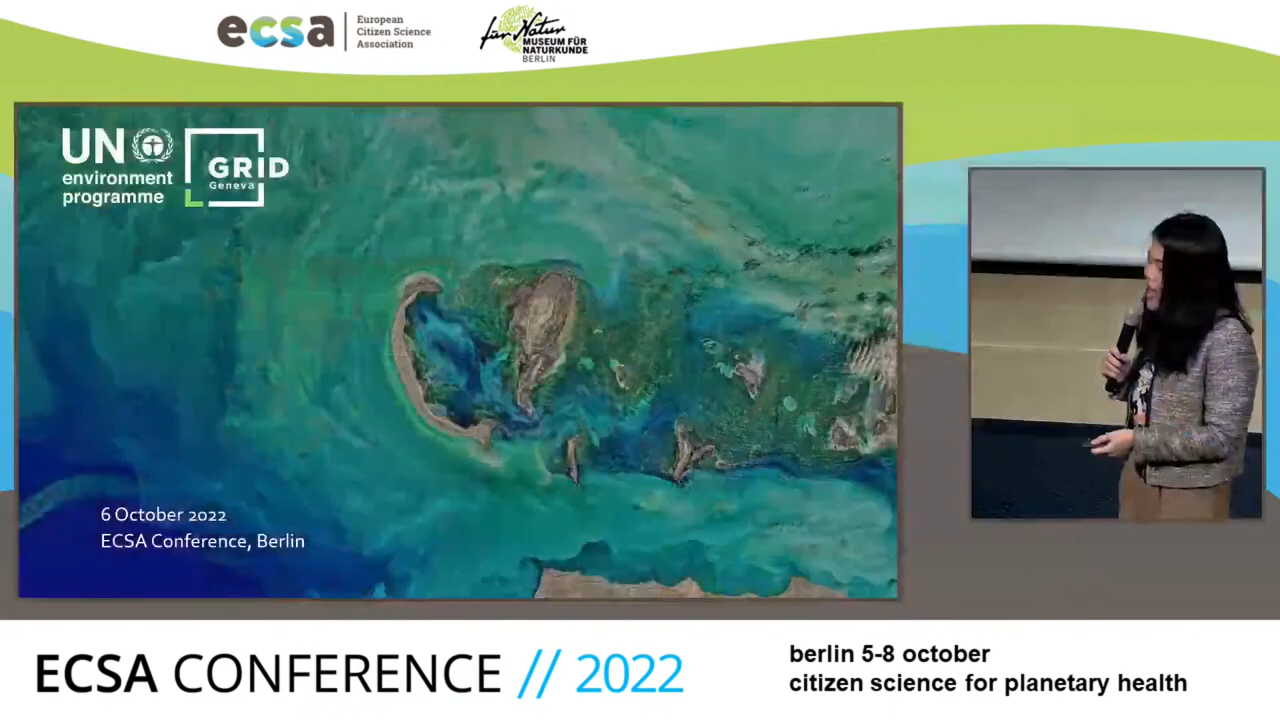 ecsa
European
Citizen Science
Association
für Natur
MUSEUM FÜR
NATURKUNDE
BERLIN
UN
environment
programme
GRID
Geneva
6 October 2022
ECSA Conference, Berlin
ECSA CONFERENCE // 2022
berlin 5-8 october
citizen science for planetary health